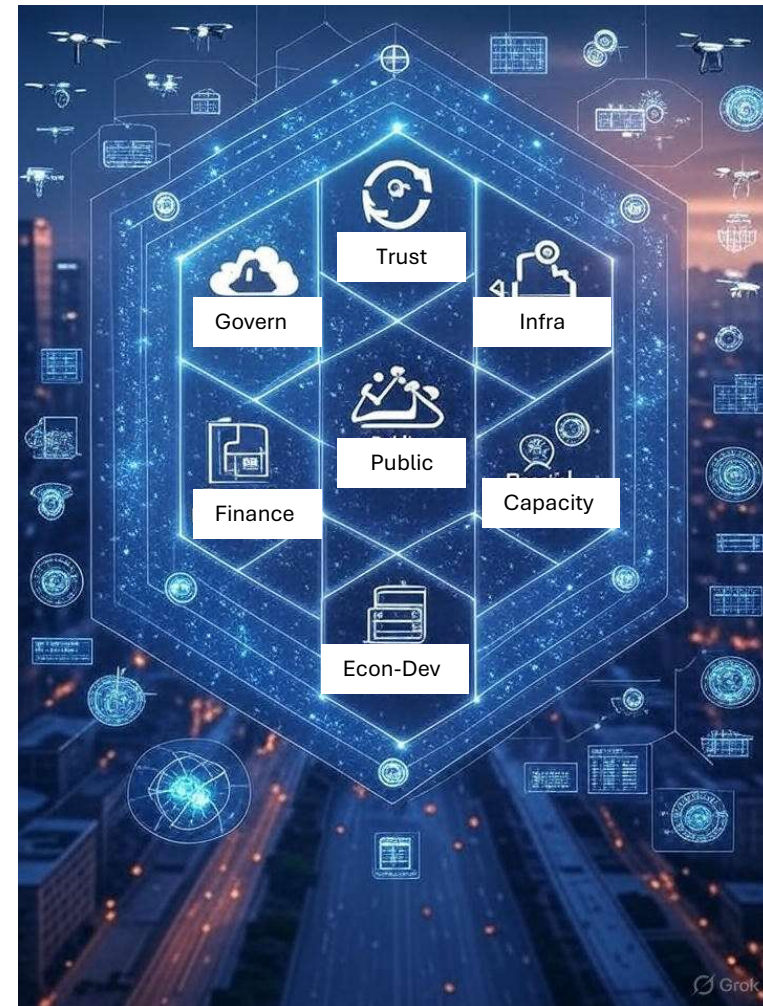 Trust
Govern
Infra
Public
Capacity
Finance
Econ-Dev
Grok